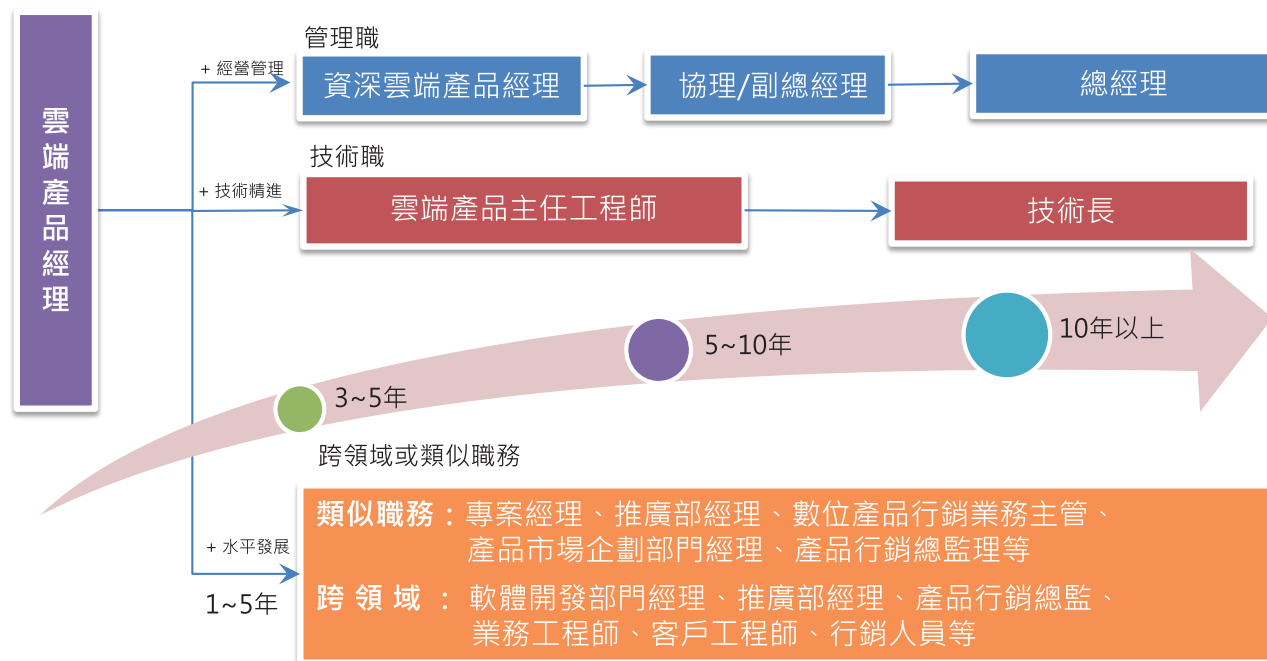 雲端產品經理
管理職
+ 經營管理
資深雲端產品經理
協理/副總經理
總經理
技術職
+ 技術精進
雲端產品主任工程師
技術長
10年以上
5~10年
3~5年
跨領域或類似職務
類似職務：專案經理、推廣部經理、數位產品行銷業務主管、
產品市場企劃部門經理、產品行銷總監理等
+ 水平發展
1~5年
跨 領 域 ： 軟體開發部門經理、推廣部經理、產品行銷總監、
業務工程師、客戶工程師、行銷人員等